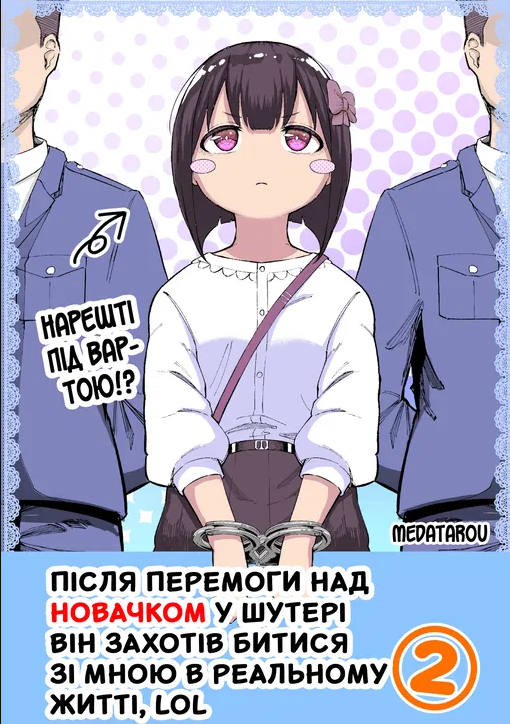 НАРЕШТІ
ПІД ВАР-
ТОЮ!?
MEDATAROU
ПІСЛЯ ПЕРЕМОГИ НАД
НОВАЧКОМ У ШУТЕРІ
ВІН ЗАХОТІВ БИТИСЯ
ЗІ МНОЮ В РЕАЛЬНОМУ
ЖИТТІ, LOL
2